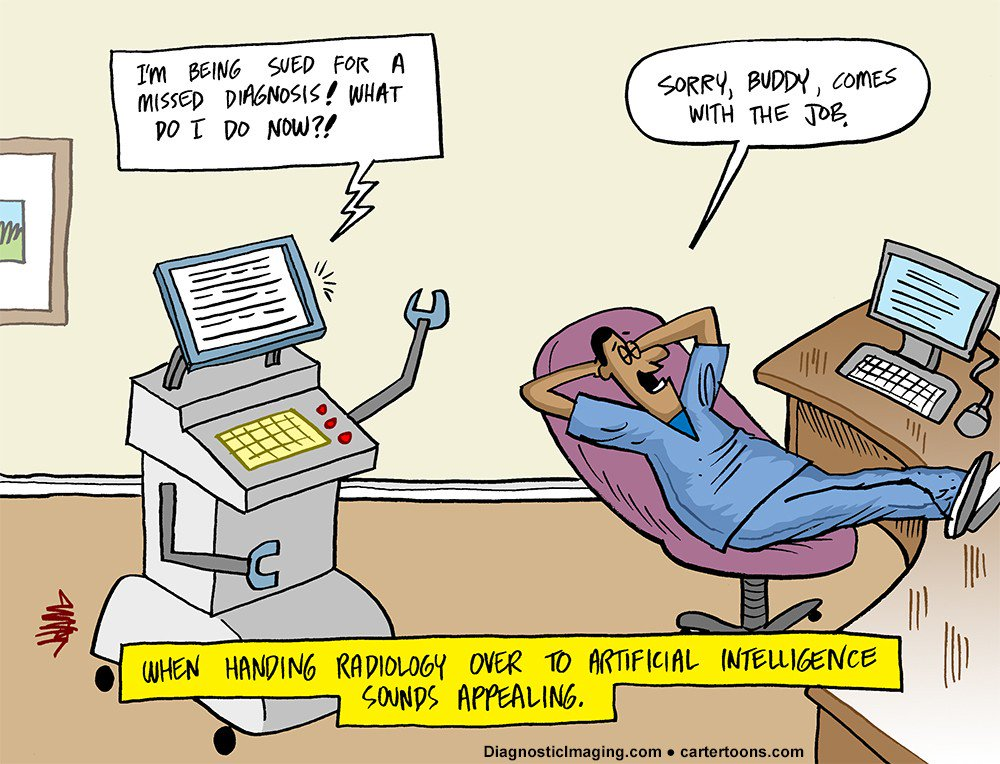 I'M BEING SUED FOR A
MISSED DIAGNOSIS! WHAT
DO I DO NOW?!
SORRY, BUDDY, COMES
WITH THE JOB.
WHEN HANDING RADIOLOGY OVER TO ARTIFICIAL INTELLIGENCE
SOUNDS APPEALING.
DiagnosticImaging.com • cartertoons.com